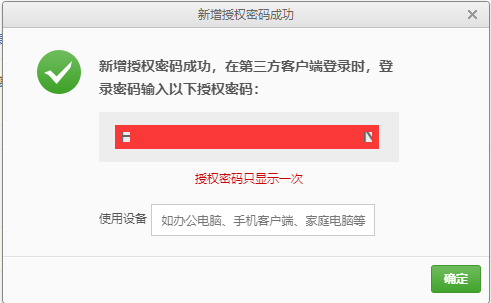 新增授权密码成功
新增授权密码成功，在第三方客户端登录时，登
录密码输入以下授权密码：
授权密码只显示一次
使用设备 如办公电脑、手机客户端、家庭电脑等
确定